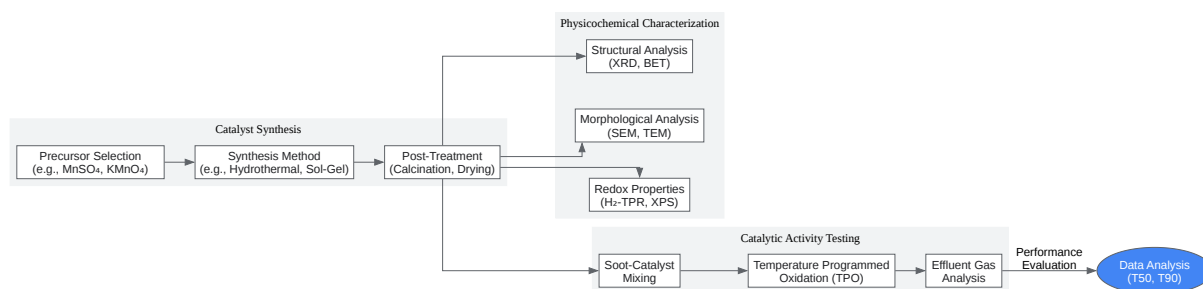 Physicochemical Characterization
Structural Analysis
(XRD, BET)
Morphological Analysis
(SEM, TEM)
Redox Properties
(H₂-TPR, XPS)
Catalyst Synthesis
Precursor Selection
(e.g., MnSO₄, KMnO₄)
Synthesis Method
(e.g., Hydrothermal, Sol-Gel)
Post-Treatment
(Calcination, Drying)
Catalytic Activity Testing
Soot-Catalyst
Mixing
Temperature Programmed
Oxidation (TPO)
Effluent Gas
Analysis
Performance
Evaluation
Data Analysis
(T50, T90)